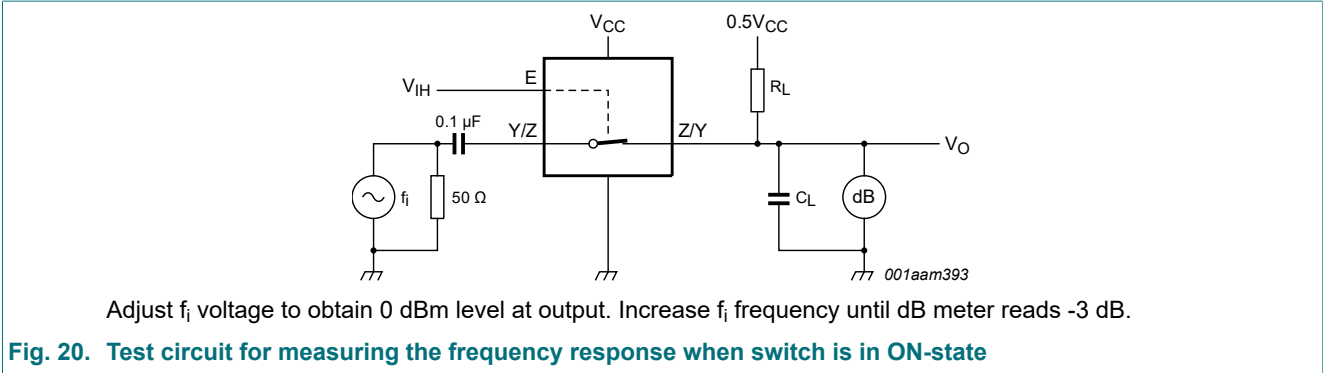 VCC
0.5VCC
E
VIH
RL
0.1 µF
Y/Z
Z/Y
VO
fi
50 Ω
CL
dB
001aam393
Adjust fi voltage to obtain 0 dBm level at output. Increase fi frequency until dB meter reads -3 dB.
Fig. 20. Test circuit for measuring the frequency response when switch is in ON-state